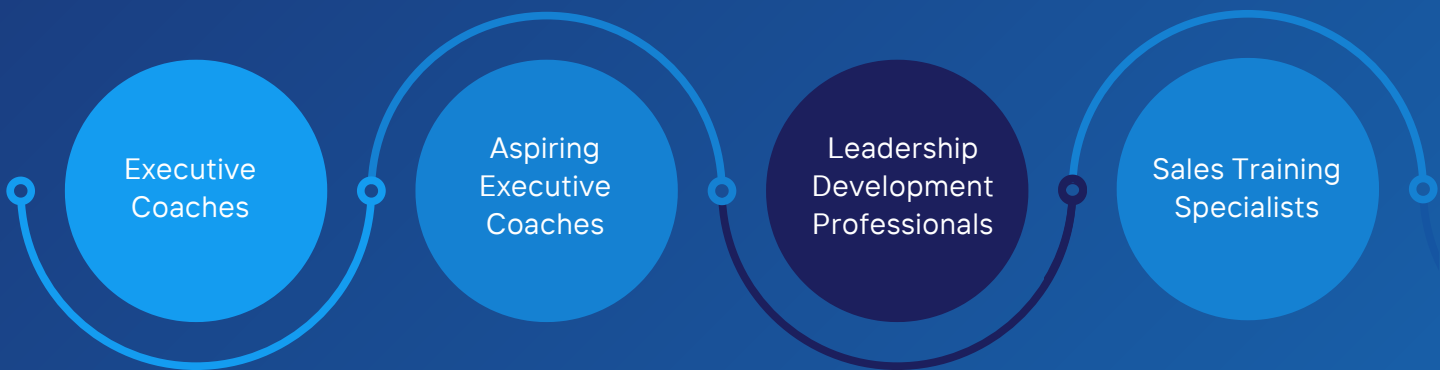 Executive
Coaches
Aspiring
Executive
Coaches
Leadership
Development
Professionals
Sales Training
Specialists